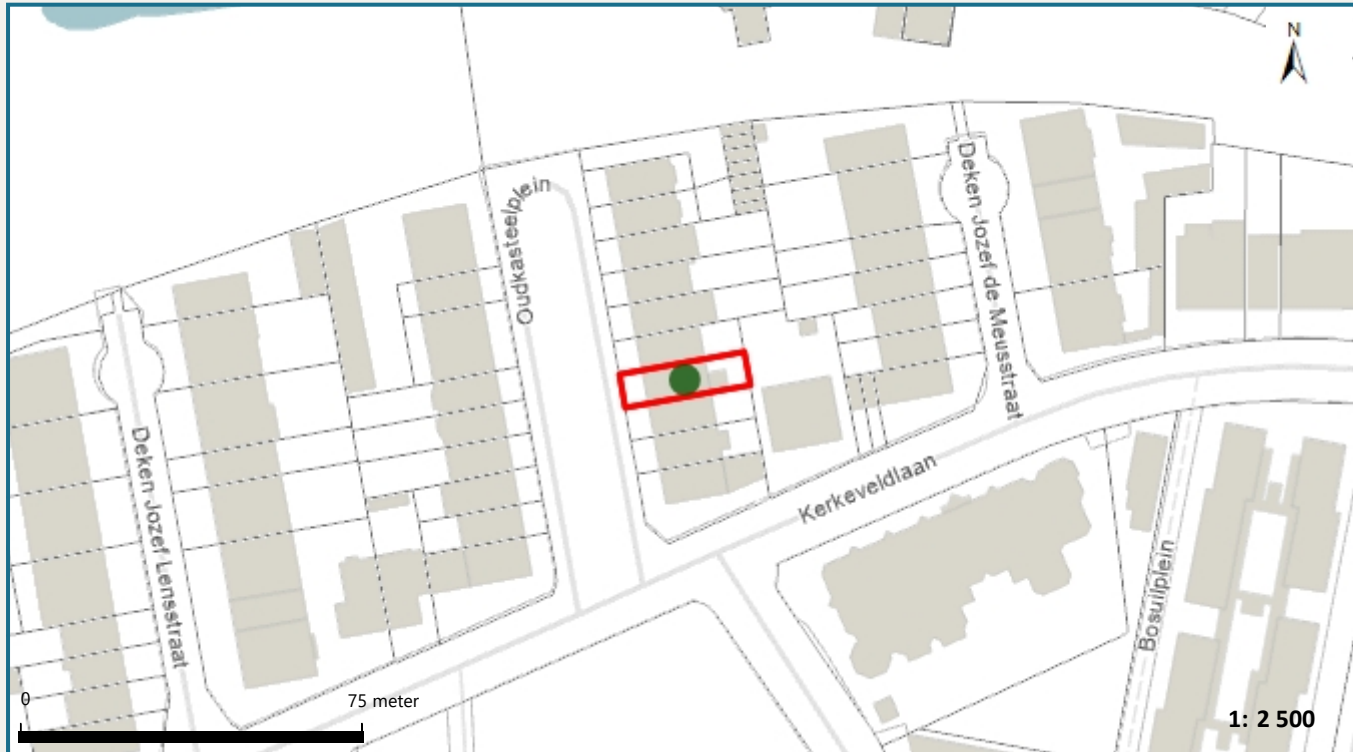 N
Oudkasteelplein
Deken Jozef de Meusstraat
Deken Jozef Lensstraat
Kerkeveldlaan
Bosuilplein
0 75 meter
1: 2 500